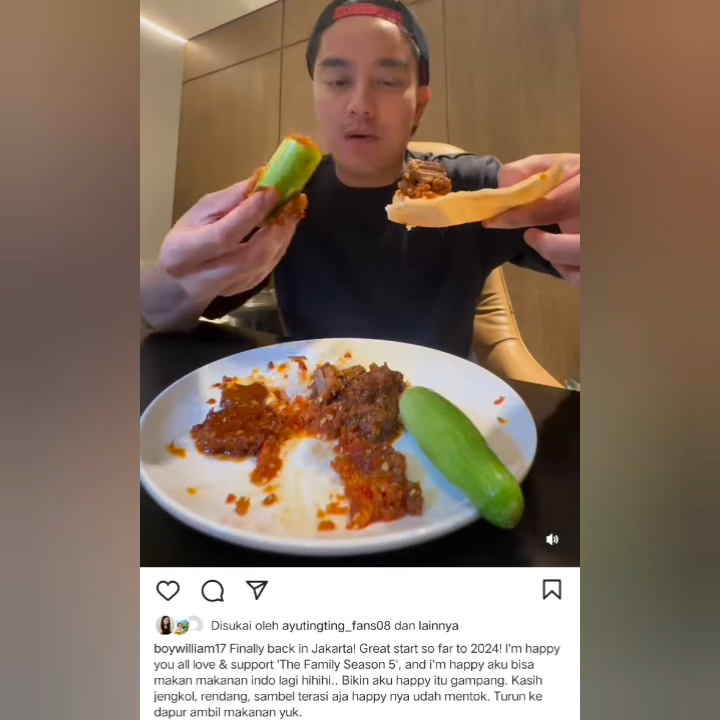 Disukai oleh ayutingting_fans08 dan lainnya
boywilliam17 Finally back in Jakarta! Great start so far to 2024! I'm happy
you all love & support 'The Family Season 5', and i'm happy aku bisa
makan makanan indo lagi hihihi.. Bikin aku happy itu gampang. Kasih
jengkol, rendang, sambel terasi aja happy nya udah mentok. Turun ke
dapur ambil makanan yuk.